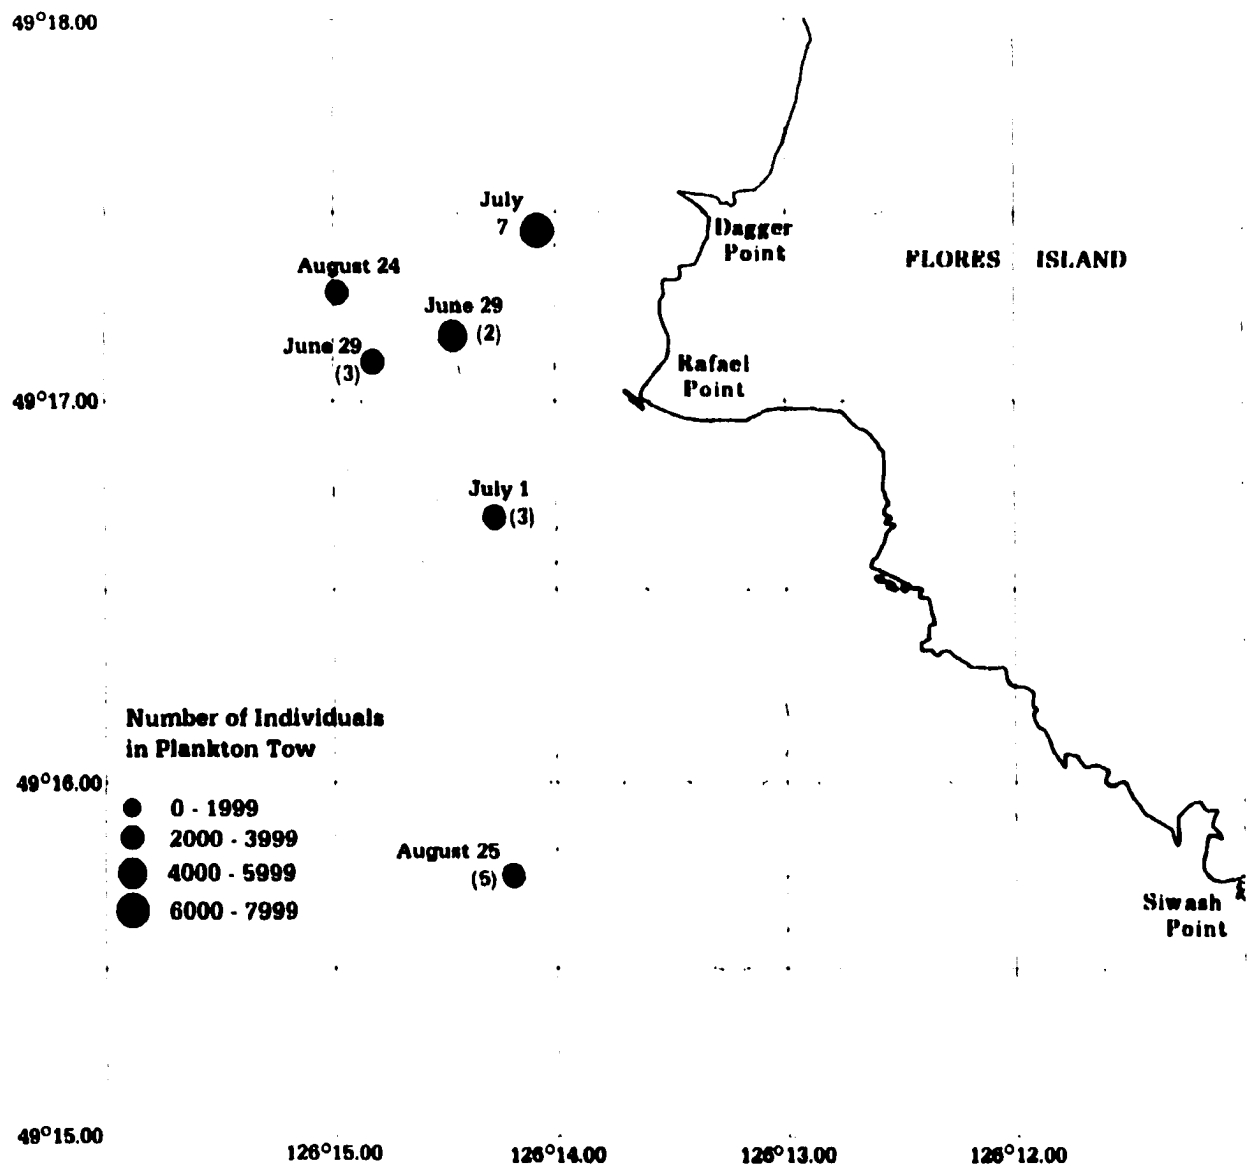 49°18.00
July
7
Dagger
Point
FLORES ISLAND
August 24
June 29
(2)
June 29
(3)
Rafael
Point
49°17.00
July 1
(3)
Number of Individuals
in Plankton Tow
49°16.00
0 - 1999
2000 - 3999
4000 - 5999
6000 - 7999
August 25
(5)
Siwash
Point
49°15.00
126°15.00 126°14.00 126°13.00 126°12.00